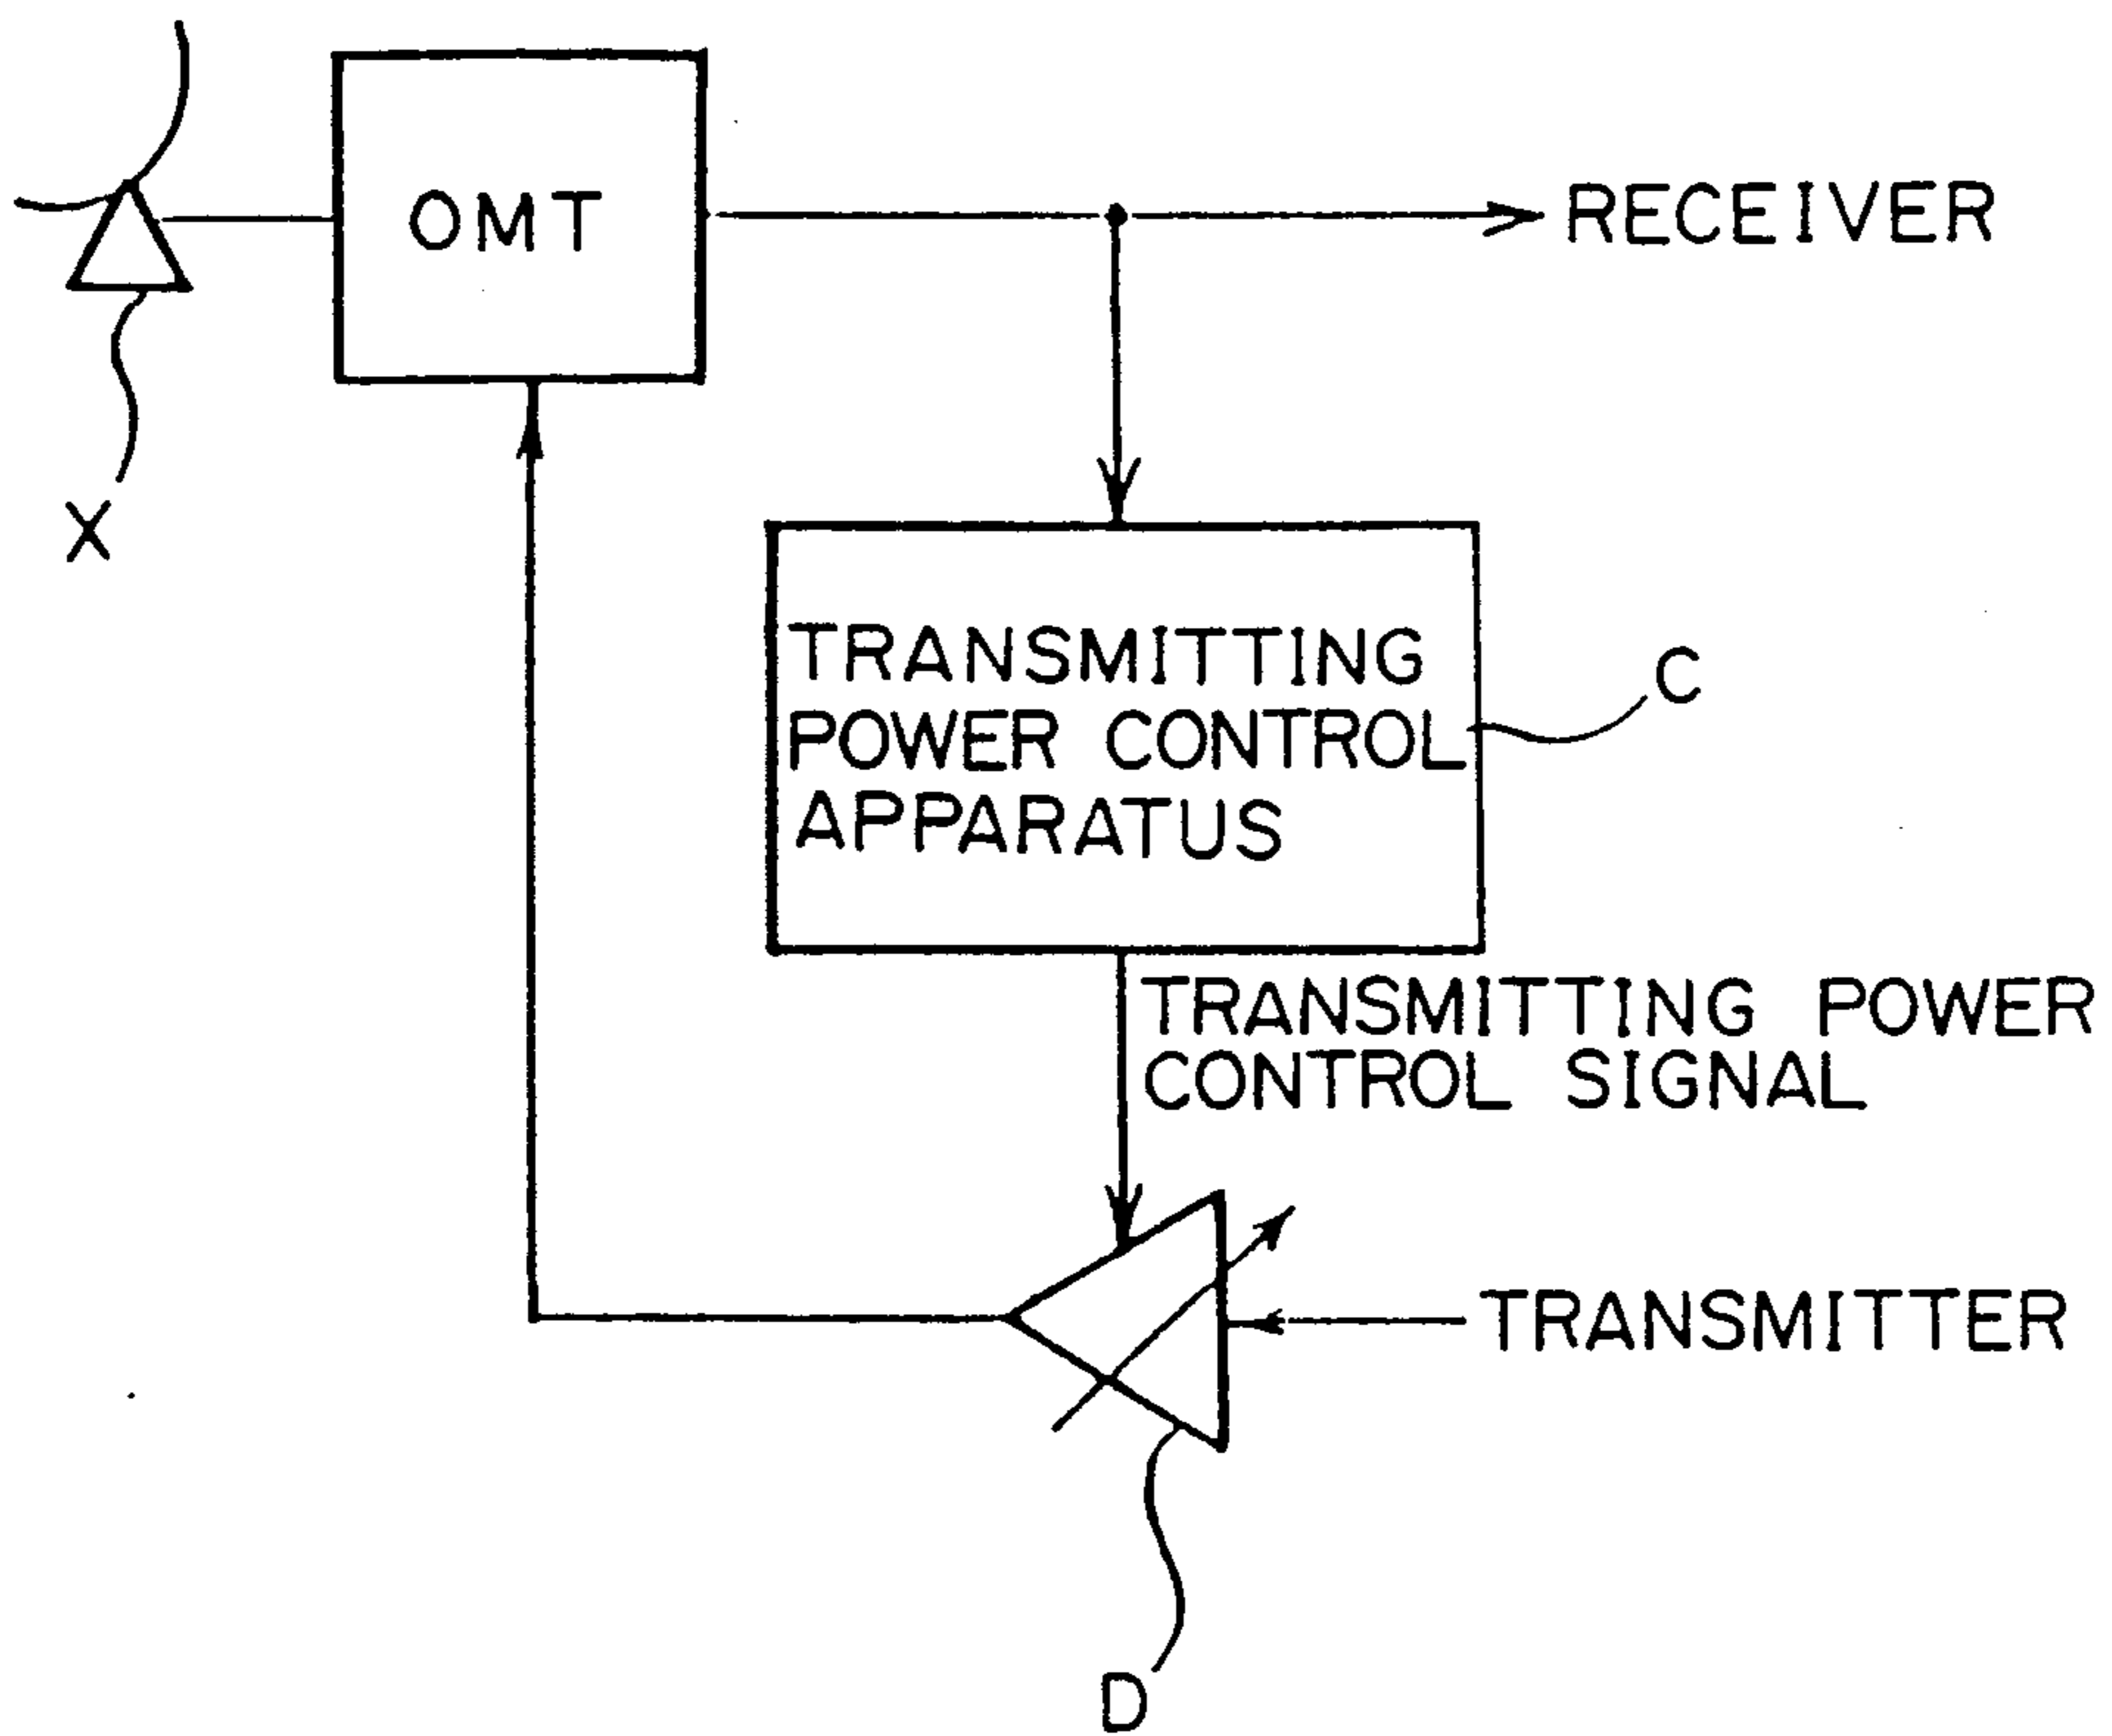 OMT
RECEIVER
X
TRANSMITTING
POWER CONTROL
APPARATUS
C
TRANSMITTING POWER
CONTROL SIGNAL
TRANSMITTER
D